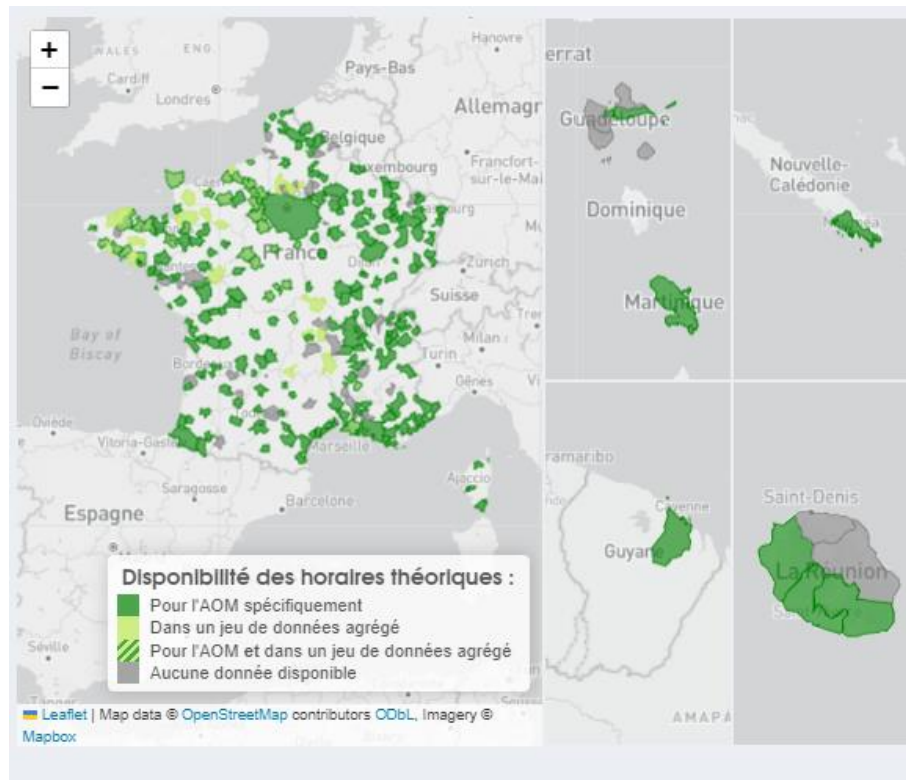 +
−
WALES
ENG.
Hanovre
Cardiff
Pays-Bas
Londres
Allemagr
Belgique
Luxembourg
Francfort-
sur-le-Mai
France
Zürich
Suisse
Bay of
Biscay
Milan
Turin
Gênes
Oviedo
Vitoria-Gastei
Marseille
Ajaccio
Saragosse
Barcelone
Espagne
Séville
Disponibilité des horaires théoriques :
Pour l'AOM spécifiquement
Dans un jeu de données agrégé
Pour l'AOM et dans un jeu de données agrégé
Aucune donnée disponible
Leaflet | Map data © OpenStreetMap contributors ODbL, Imagery ©
Mapbox
errat
Guadeloupe
Dominique
Martinique
Nouvelle-
Calédonie
Nouméa
ramaribo
Cayenne
Guyane
AMAPÁ
Saint-Denis
La Réunion